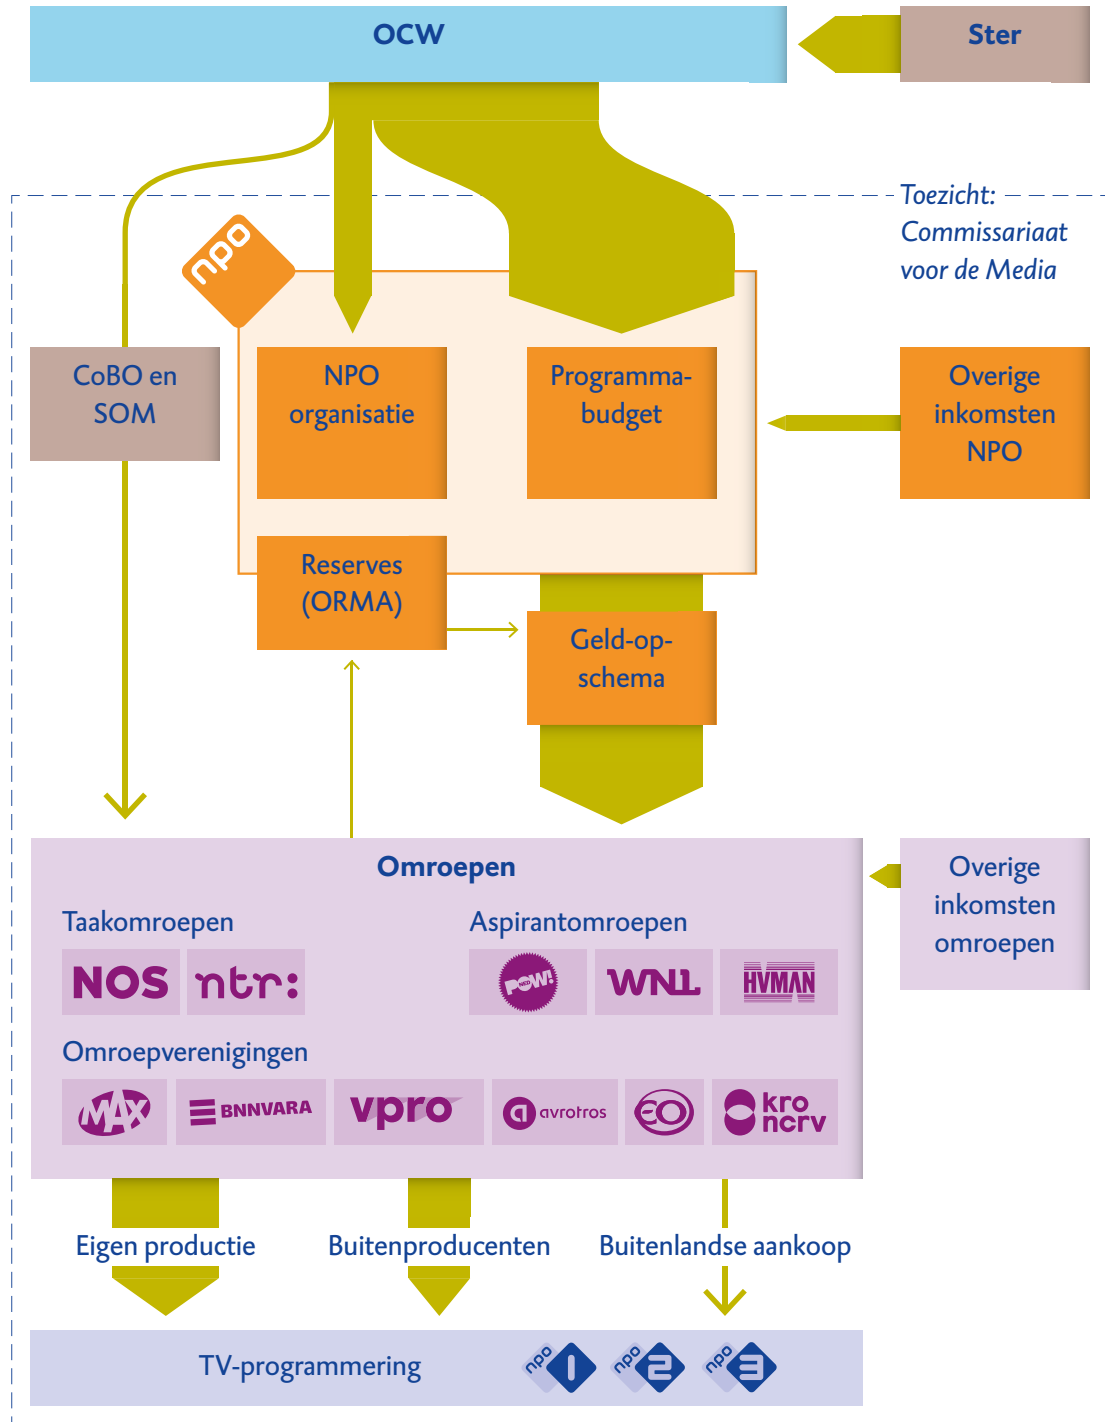 OCW
Ster
Toezicht:
Commissariaat
voor de Media
npo
CoBO en
SOM
NPO
organisatie
Programma-
budget
Overige
inkomsten
NPO
Reserves
(ORMA)
Geld-op-
schema
Omroepen
Overige
inkomsten
omroepen
Taakomroepen
Aspirantomroepen
NOS ntr:
NED
POW! WNL HVMAN
Omroepverenigingen
MAX BNNVARA vpro a avrotros EO kro
ncrv
Eigen productie
Buitenproducenten
Buitenlandse aankoop
TV-programmering
npo 1 npo 2 npo 3